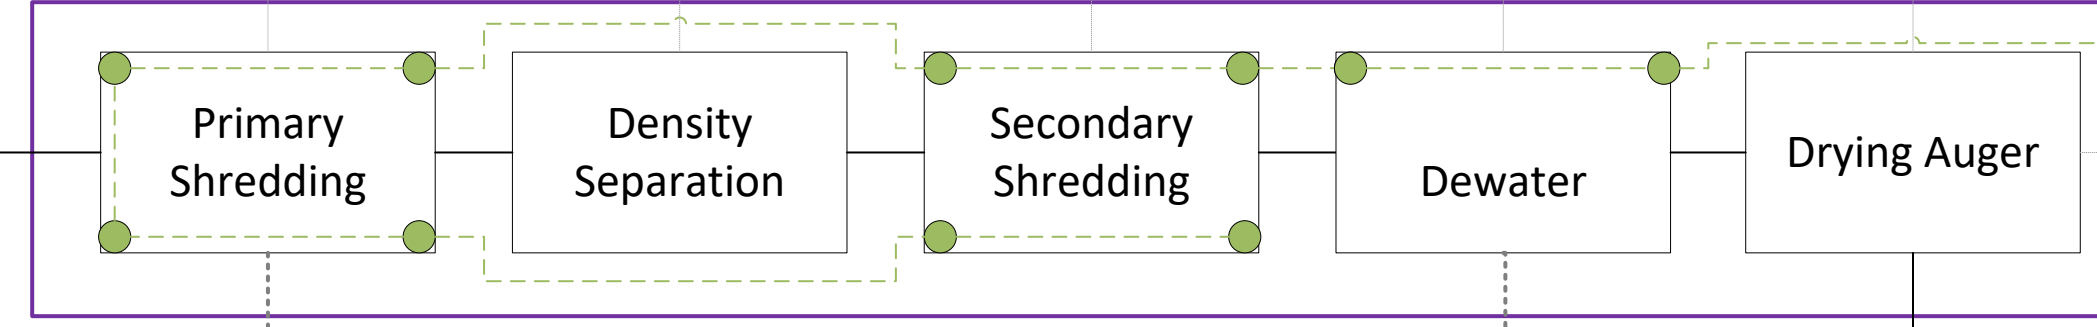 Primary
Shredding
Density
Separation
Secondary
Shredding
Dewater
Drying Auger